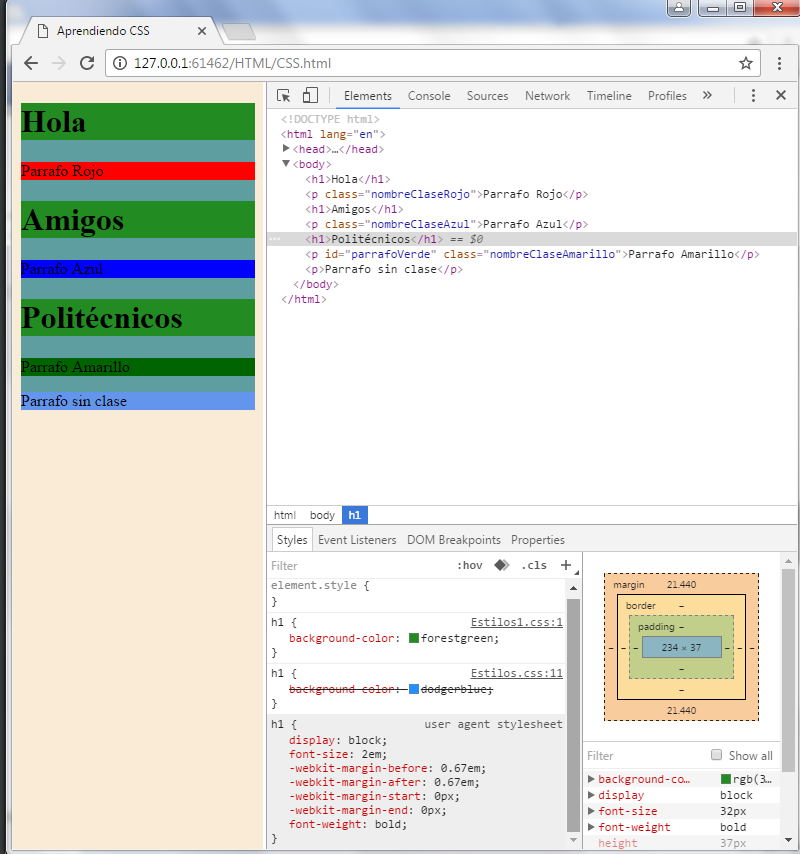 Aprendiendo CSS
127.0.0.1:61462/HTML/CSS.html
Hola
Parrafo Rojo
Amigos
Parrafo Azul
Politécnicos
Parrafo Amarillo
Parrafo sin clase
Elements Console Sources Network Timeline Profiles »
<!DOCTYPE html>
<html lang="en">
<head>…</head>
<body>
<h1>Hola</h1>
<p class="nombreClaseRojo">Parrafo Rojo</p>
<h1>Amigos</h1>
<p class="nombreClaseAzul">Parrafo Azul</p>
<h1>Politécnicos</h1> == $0
<p id="parrafoVerde" class="nombreClaseAmarillo">Parrafo Amarillo</p>
<p>Parrafo sin clase</p>
</body>
</html>
html body h1
Styles Event Listeners DOM Breakpoints Properties
Filter :hov .cls +
element.style {
}
h1 { Estilos1.css:1
background-color: forestgreen;
}
h1 { Estilos.css:11
background-color: dodgerblue;
}
h1 { user agent stylesheet
display: block;
font-size: 2em;
-webkit-margin-before: 0.67em;
-webkit-margin-after: 0.67em;
-webkit-margin-start: 0px;
-webkit-margin-end: 0px;
font-weight: bold;
}
margin 21.440
border –
padding –
– – – 234 × 37 – – –
–
–
21.440
Filter Show all
background-co… rgb(3…
display block
font-size 32px
font-weight bold
height 37px